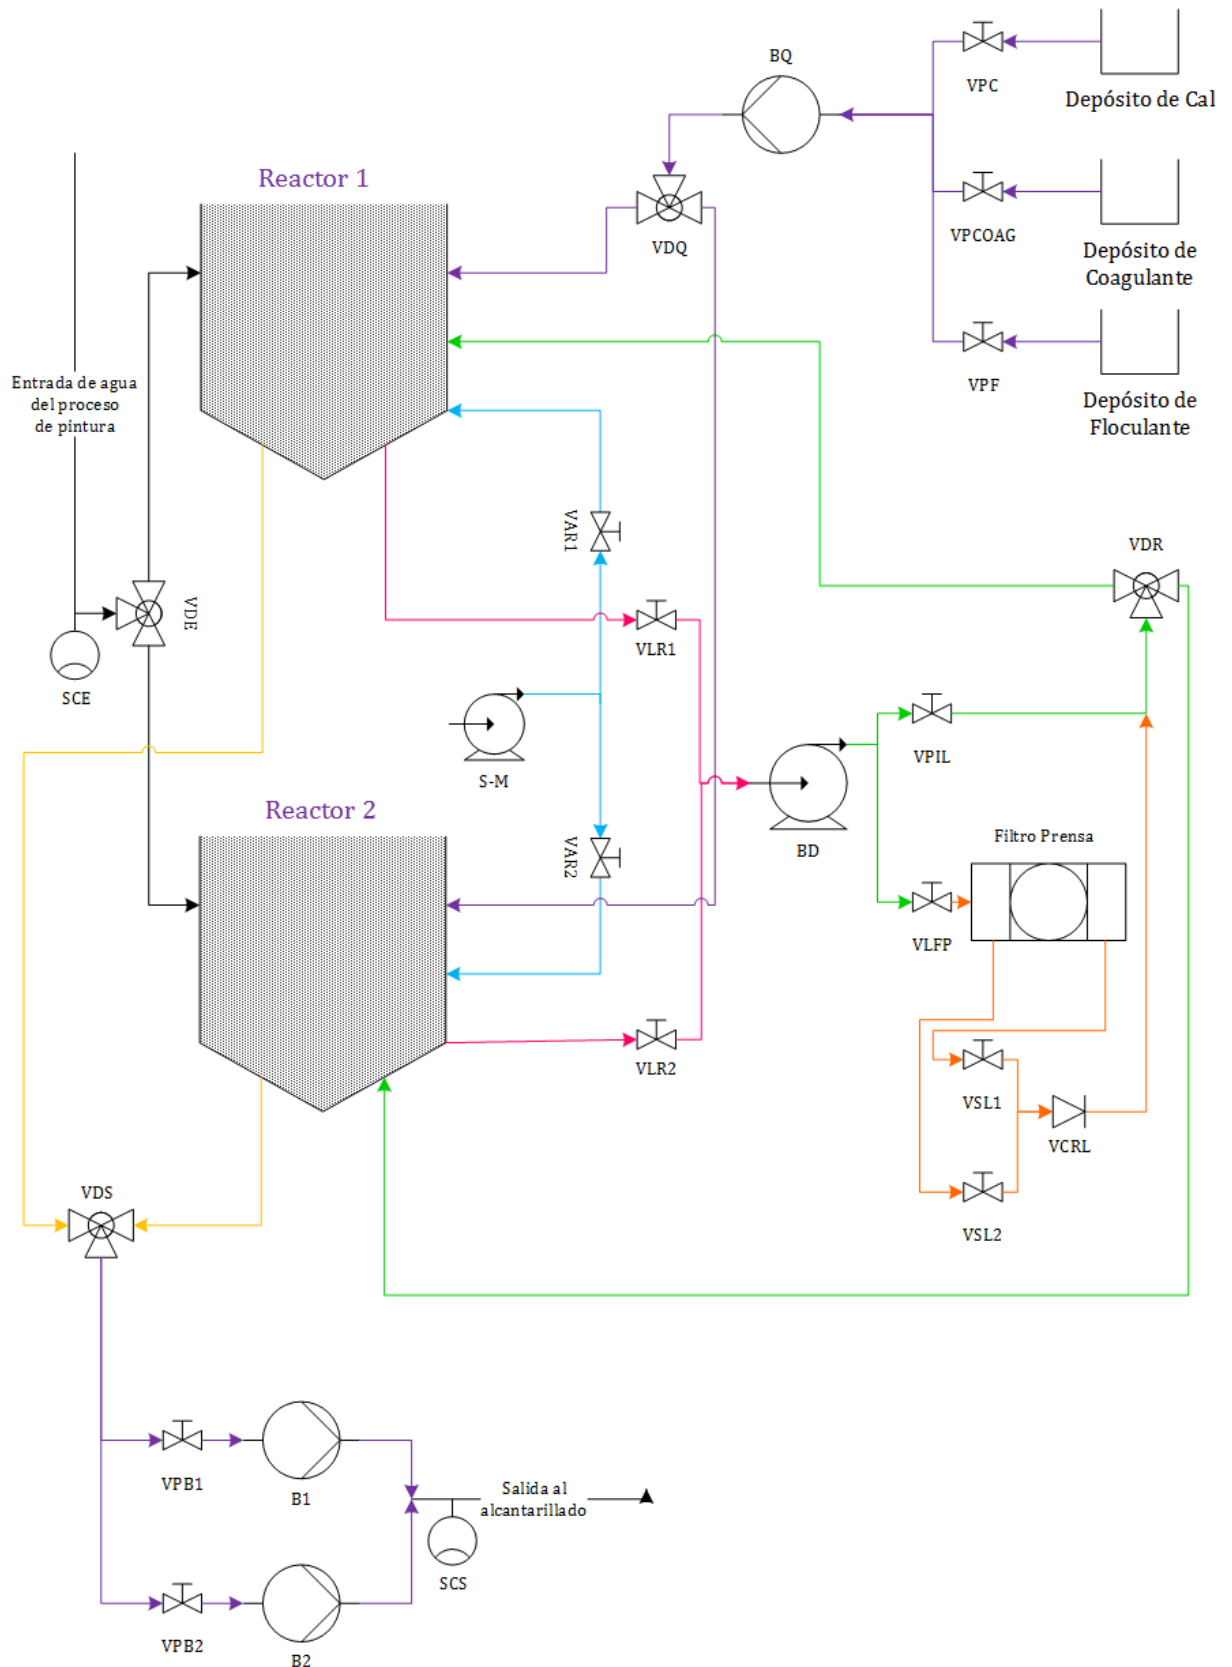 BQ
VPC
Depósito de Cal
Reactor 1
VDQ
VPCOAG
Depósito de
Coagulante
Entrada de agua
del proceso
de pintura
VPF
Depósito de
Floculante
VAR1
VDR
VDE
VLR1
SCE
VPIL
S-M
Reactor 2
BD
Filtro Prensa
VAR2
VLFP
VLR2
VSL1
VCRL
VDS
VSL2
VPB1
B1
Salida al
alcantarillado
SCS
VPB2
B2